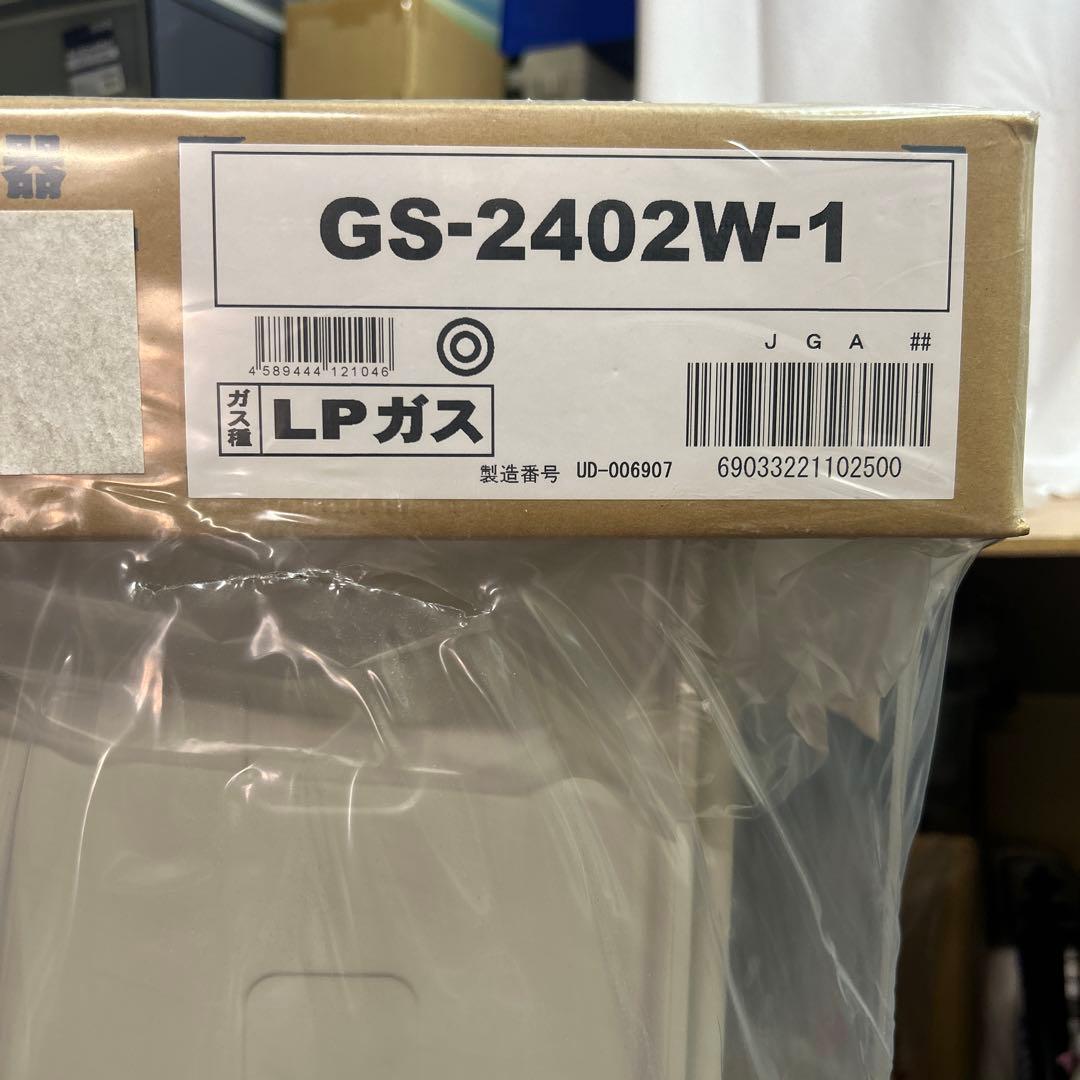 器
GS-2402W-1
4 589444 121046
J G A ##
ガス種 LPガス
製造番号 UD-006907
69033221102500